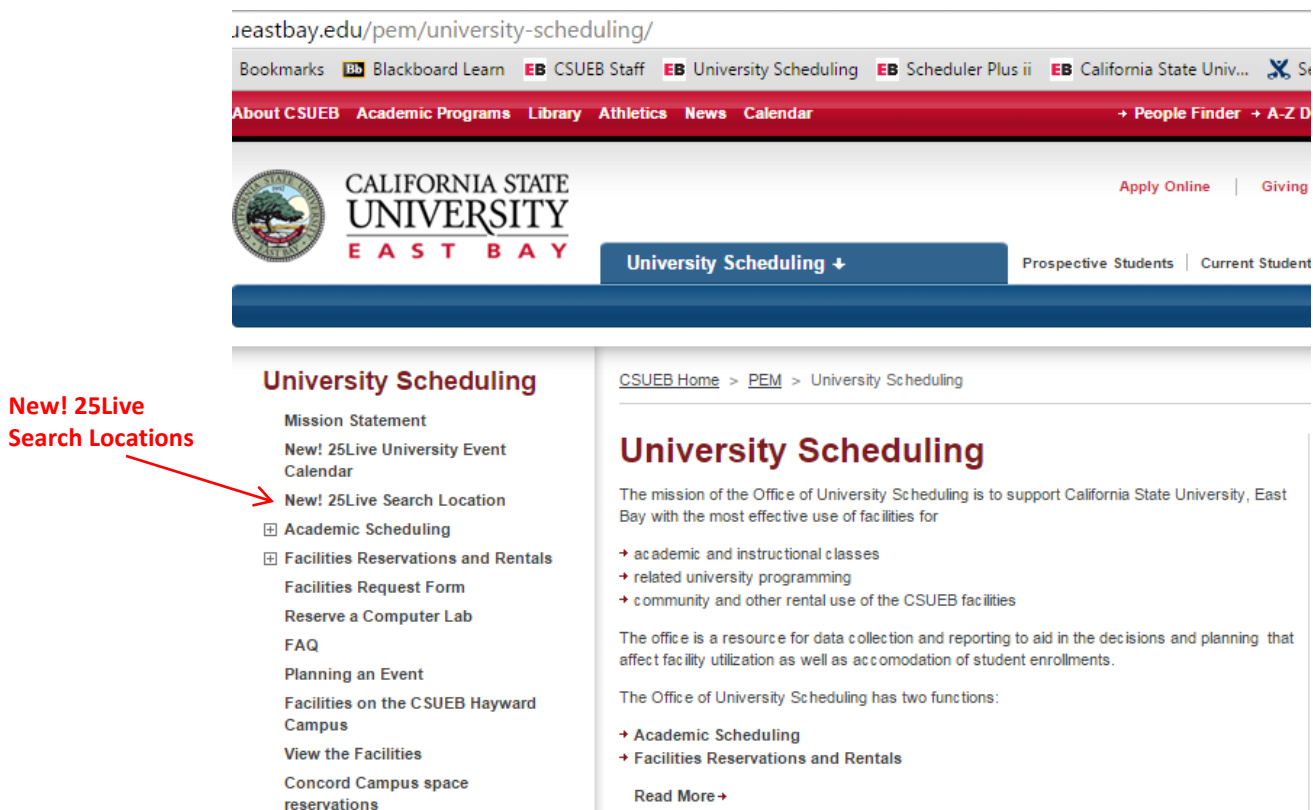 ueastbay.edu/pem/university-scheduling/
Bookmarks Bb Blackboard Learn EB CSUEB Staff EB University Scheduling EB Scheduler Plus ii EB California State Univ...
About CSUEB Academic Programs Library Athletics News Calendar → People Finder → A-Z
CALIFORNIA STATE
UNIVERSITY
EAST BAY
Apply Online | Giving
University Scheduling ↓
Prospective Students | Current Student
University Scheduling
Mission Statement
New! 25Live University Event
Calendar
New! 25Live Search Location
Academic Scheduling
Facilities Reservations and Rentals
Facilities Request Form
Reserve a Computer Lab
FAQ
Planning an Event
Facilities on the CSUEB Hayward
Campus
View the Facilities
Concord Campus space
reservations
New! 25Live
Search Locations
CSUEB Home > PEM > University Scheduling
University Scheduling
The mission of the Office of University Scheduling is to support California State University, East
Bay with the most effective use of facilities for
→ academic and instructional classes
→ related university programming
→ community and other rental use of the CSUEB facilities
The office is a resource for data collection and reporting to aid in the decisions and planning that
affect facility utilization as well as accomodation of student enrollments.
The Office of University Scheduling has two functions:
→ Academic Scheduling
→ Facilities Reservations and Rentals
Read More →